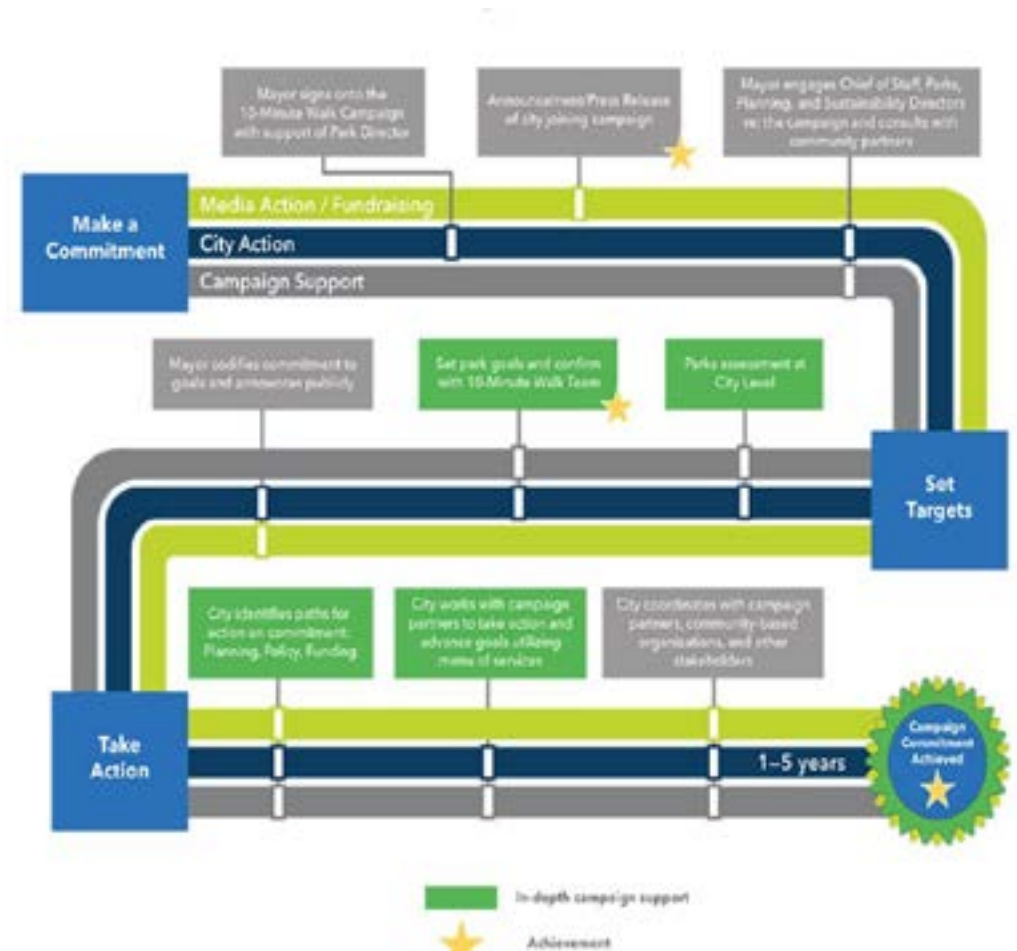 Mayor signs onto the
10-Minute Walk Campaign
with support of Park Director
Announcement/Press Release
of city joining campaign
Mayor engages Chief of Staff, Parks,
Planning, and Sustainability Directors
re: the campaign and consults with
community partners
Make a
Commitment
Media Action / Fundraising
City Action
Campaign Support
Mayor codifies commitment to
goals and announces publicly
Set park goals and confirm
with 10-Minute Walk Team
Parks assessment at
City Level
Set
Targets
City identifies paths for
action on commitment:
Planning, Policy, Funding
City works with campaign
partners to take action and
advance goals utilizing
menu of services
City coordinates with campaign
partners, community-based
organizations, and other
stakeholders
Take
Action
1–5 years
Campaign
Commitment
Achieved
In-depth campaign support
Achievement